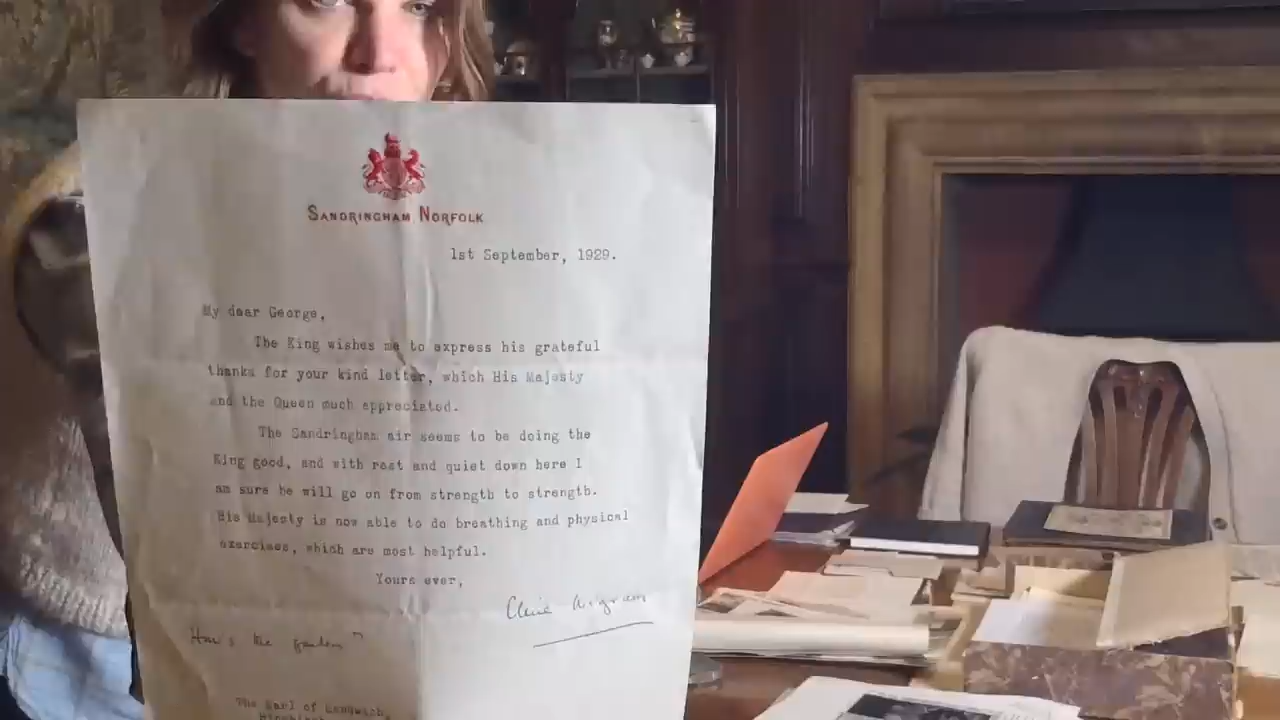 SANDRINGHAM NORFOLK
1st September, 1929.
My dear George,
The King wishes me to express his grateful
thanks for your kind letter, which His Majesty
and the Queen much appreciated.
The Sandringham air seems to be doing the
King good, and with rest and quiet down here I
am sure he will go on from strength to strength.
His Majesty is now able to do breathing and physical
exercises, which are most helpful.
Yours ever,
Clive Wigram
How's the garden?
The Earl of Sandwich,